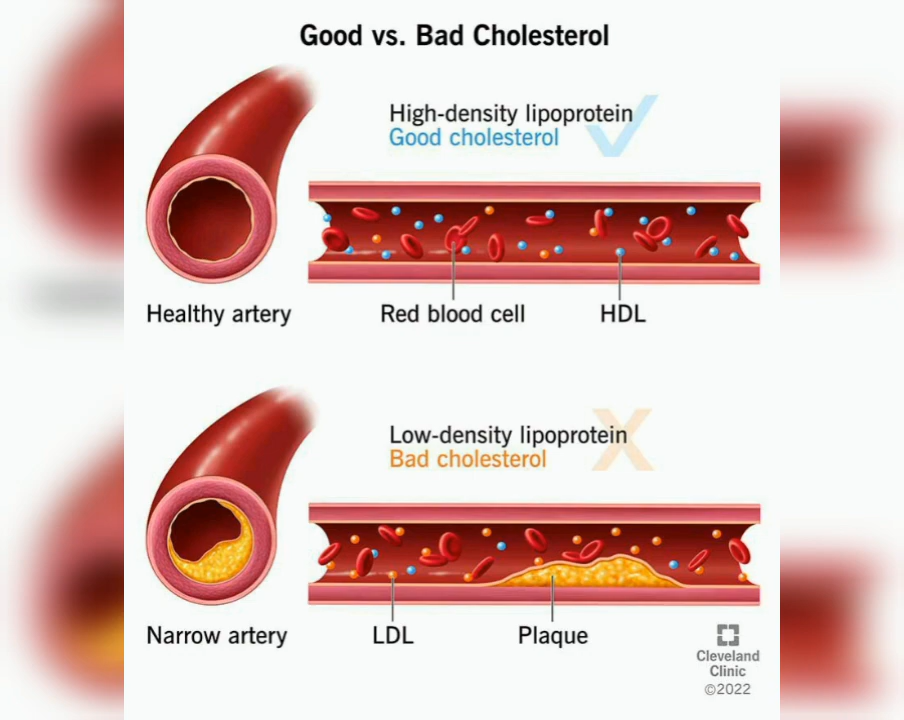 Good vs. Bad Cholesterol
High-density lipoprotein
Good cholesterol
Healthy artery
Red blood cell
HDL
Low-density lipoprotein
Bad cholesterol
Narrow artery
LDL
Plaque
Cleveland
Clinic
©2022